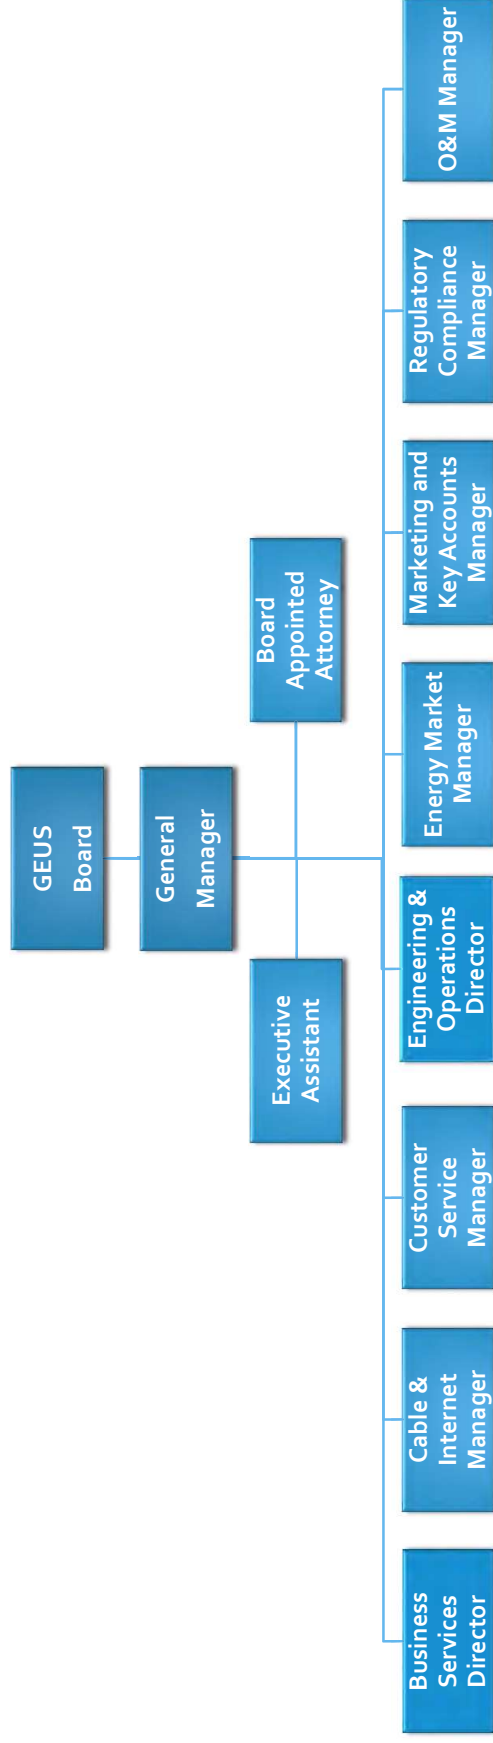 GEUS
Board
General
Manager
Executive
Assistant
Board
Appointed
Attorney
Business
Services
Director
Cable &
Internet
Manager
Customer
Service
Manager
Engineering &
Operations
Director
Energy Market
Manager
Marketing and
Key Accounts
Manager
Regulatory
Compliance
Manager
O&M Manager